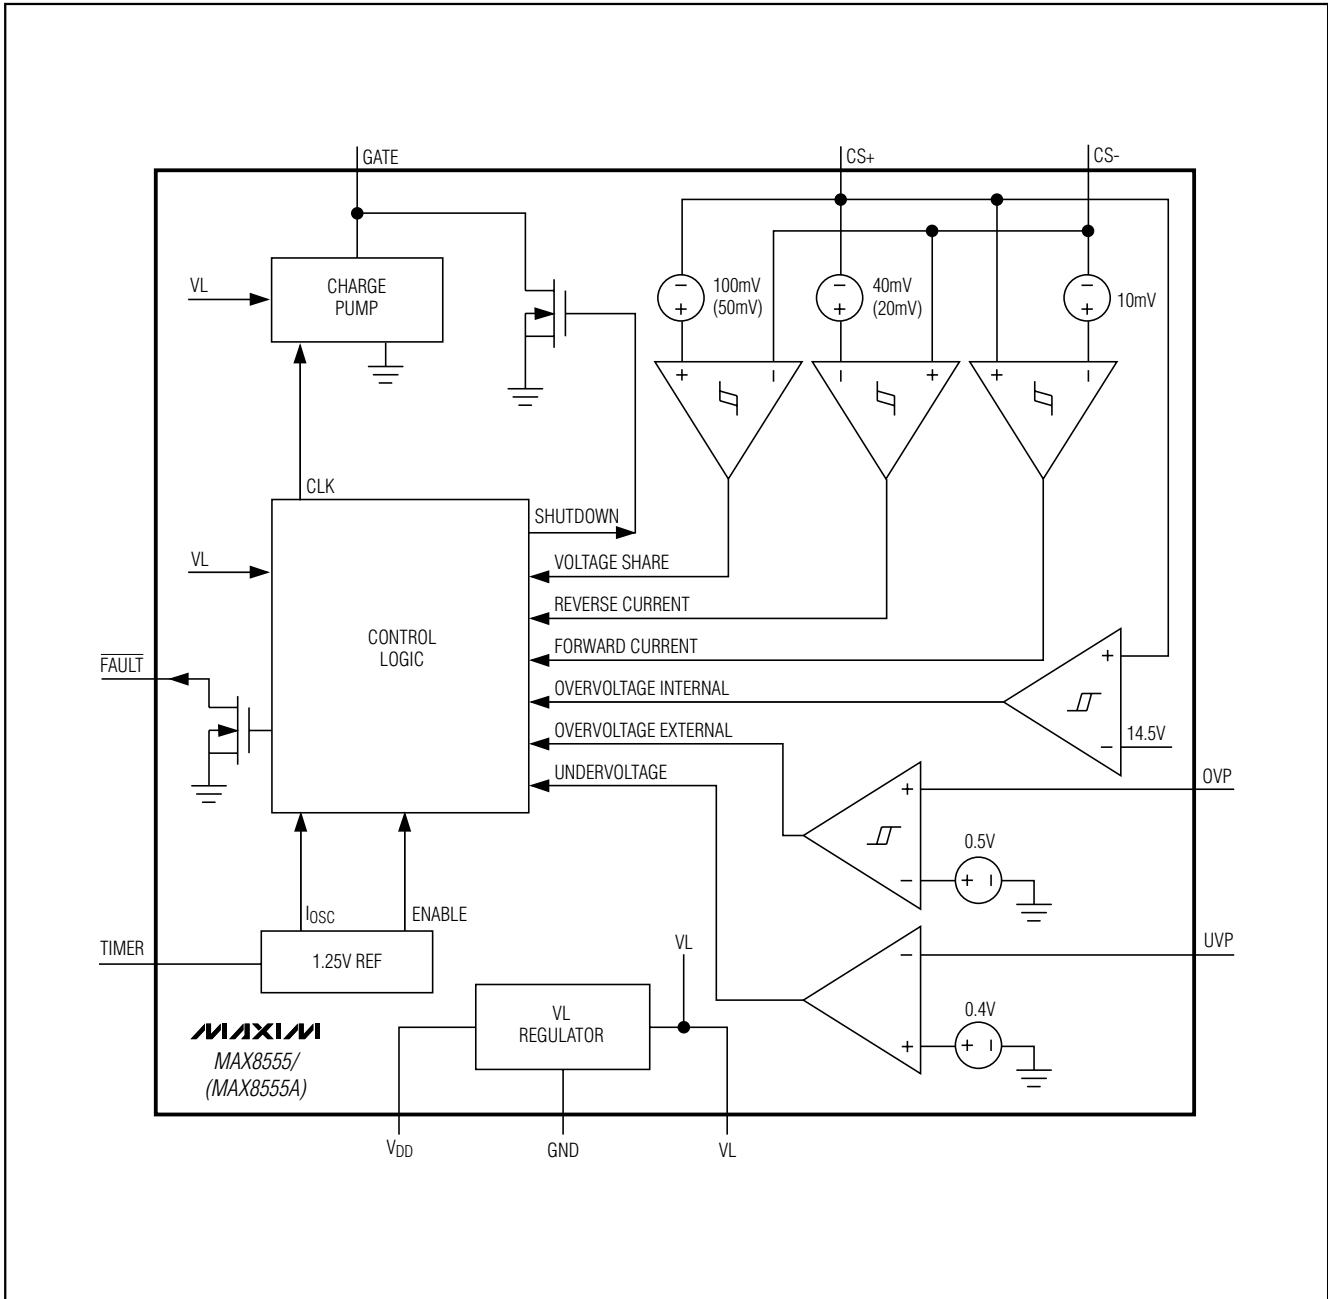 GATE
CS+
CS-
VL
CHARGE
PUMP
100mV
(50mV)
40mV
(20mV)
10mV
CLK
SHUTDOWN
VL
VOLTAGE SHARE
REVERSE CURRENT
FORWARD CURRENT
CONTROL
LOGIC
FAULT
OVERVOLTAGE INTERNAL
OVERVOLTAGE EXTERNAL
UNDERVOLTAGE
14.5V
OVP
0.5V
IOSC
ENABLE
TIMER
1.25V REF
VL
UVP
0.4V
VL
REGULATOR
MAXIM
MAX8555/
(MAX8555A)
VDD
GND
VL